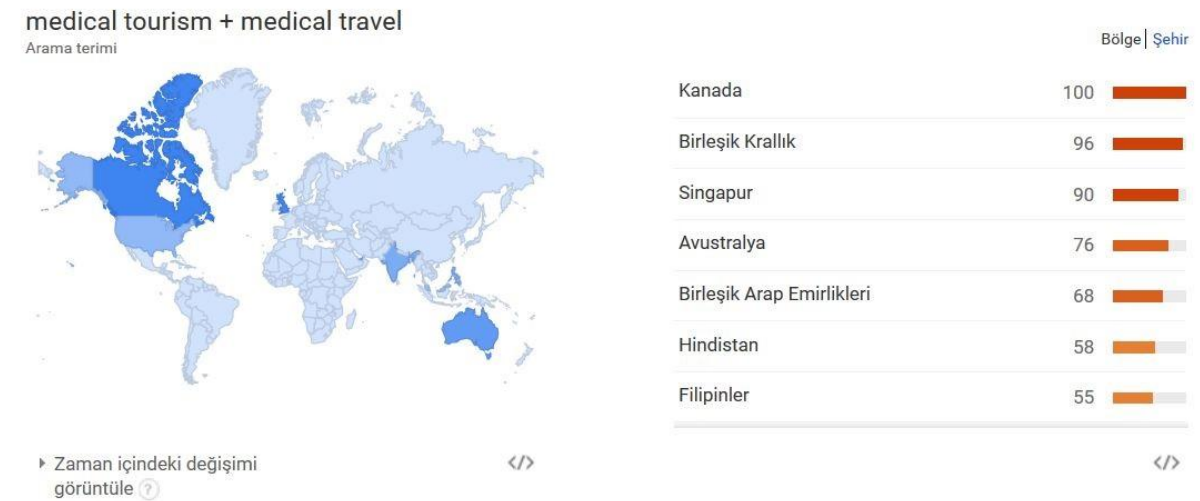 medical tourism + medical travel
Arama terimi
Bölge | Şehir
Kanada 100
Birleşik Krallık 96
Singapur 90
Avustralya 76
Birleşik Arap Emirlikleri 68
Hindistan 58
Filipinler 55
Zaman içindeki değişimi
görüntüle ?
</>
</>